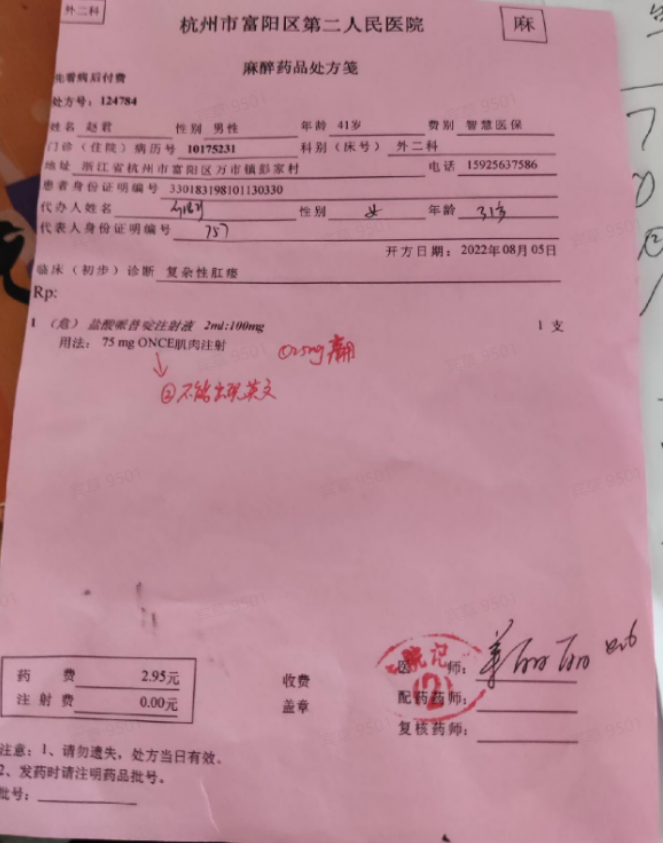 外二科
杭州市富阳区第二人民医院
麻
麻醉药品处方笺
先看病后付费
处方号：124784
姓名 赵君 性别 男性 年龄 41岁 费别 智慧医保
门诊（住院）病历号 10175231 科别（床号） 外二科
地址 浙江省杭州市富阳区万市镇彭家村 电话 15925637586
患者身份证明编号 330183198101130330
代办人姓名 性别 女 年龄 31岁
代表人身份证明编号 757
开方日期： 2022年08月05日
临床（初步）诊断 复杂性肛瘘
Rp:
1 （危）盐酸哌替啶注射液 2ml:100mg 1 支
用法： 75 mg ONCE肌肉注射
①25mg
②不能出现英文
药 费 2.95元 收费
注 射 费 0.00元 盖章
医 师：
配药药师：
复核药师：
注意：1、请勿遗失，处方当日有效。
2、发药时请注明药品批号。
批号：